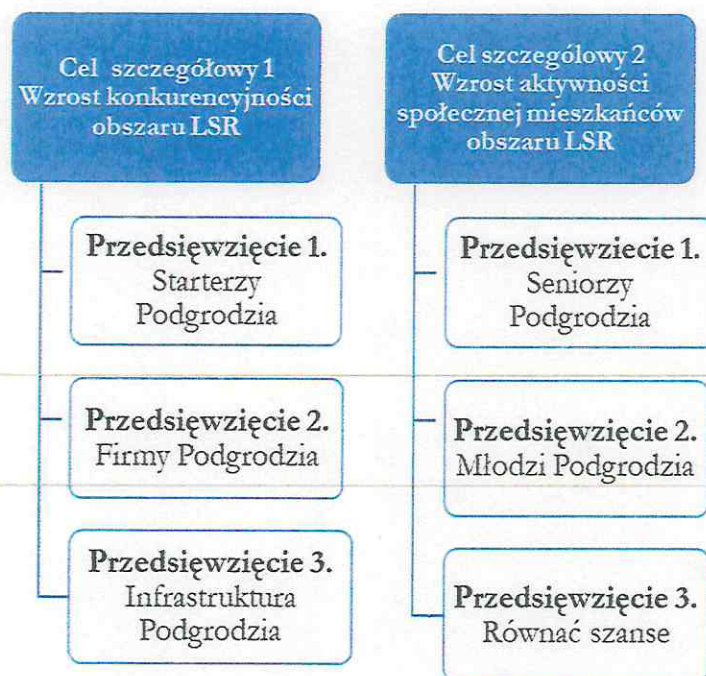 Cel szczegółowy 1
Wzrost konkurencyjności
obszaru LSR
Przedsięwzięcie 1.
Starterzy
Podgrodzia
Przedsięwzięcie 2.
Firmy Podgrodzia
Przedsięwzięcie 3.
Infrastruktura
Podgrodzia
Cel szczególowy 2
Wzrost aktywności
społecznej mieszkańców
obszaru LSR
Przedsięwziecie 1.
Seniorzy
Podgrodzia
Przedsięwzięcie 2.
Młodzi Podgrodzia
Przedsięwzięcie 3.
Równać szanse